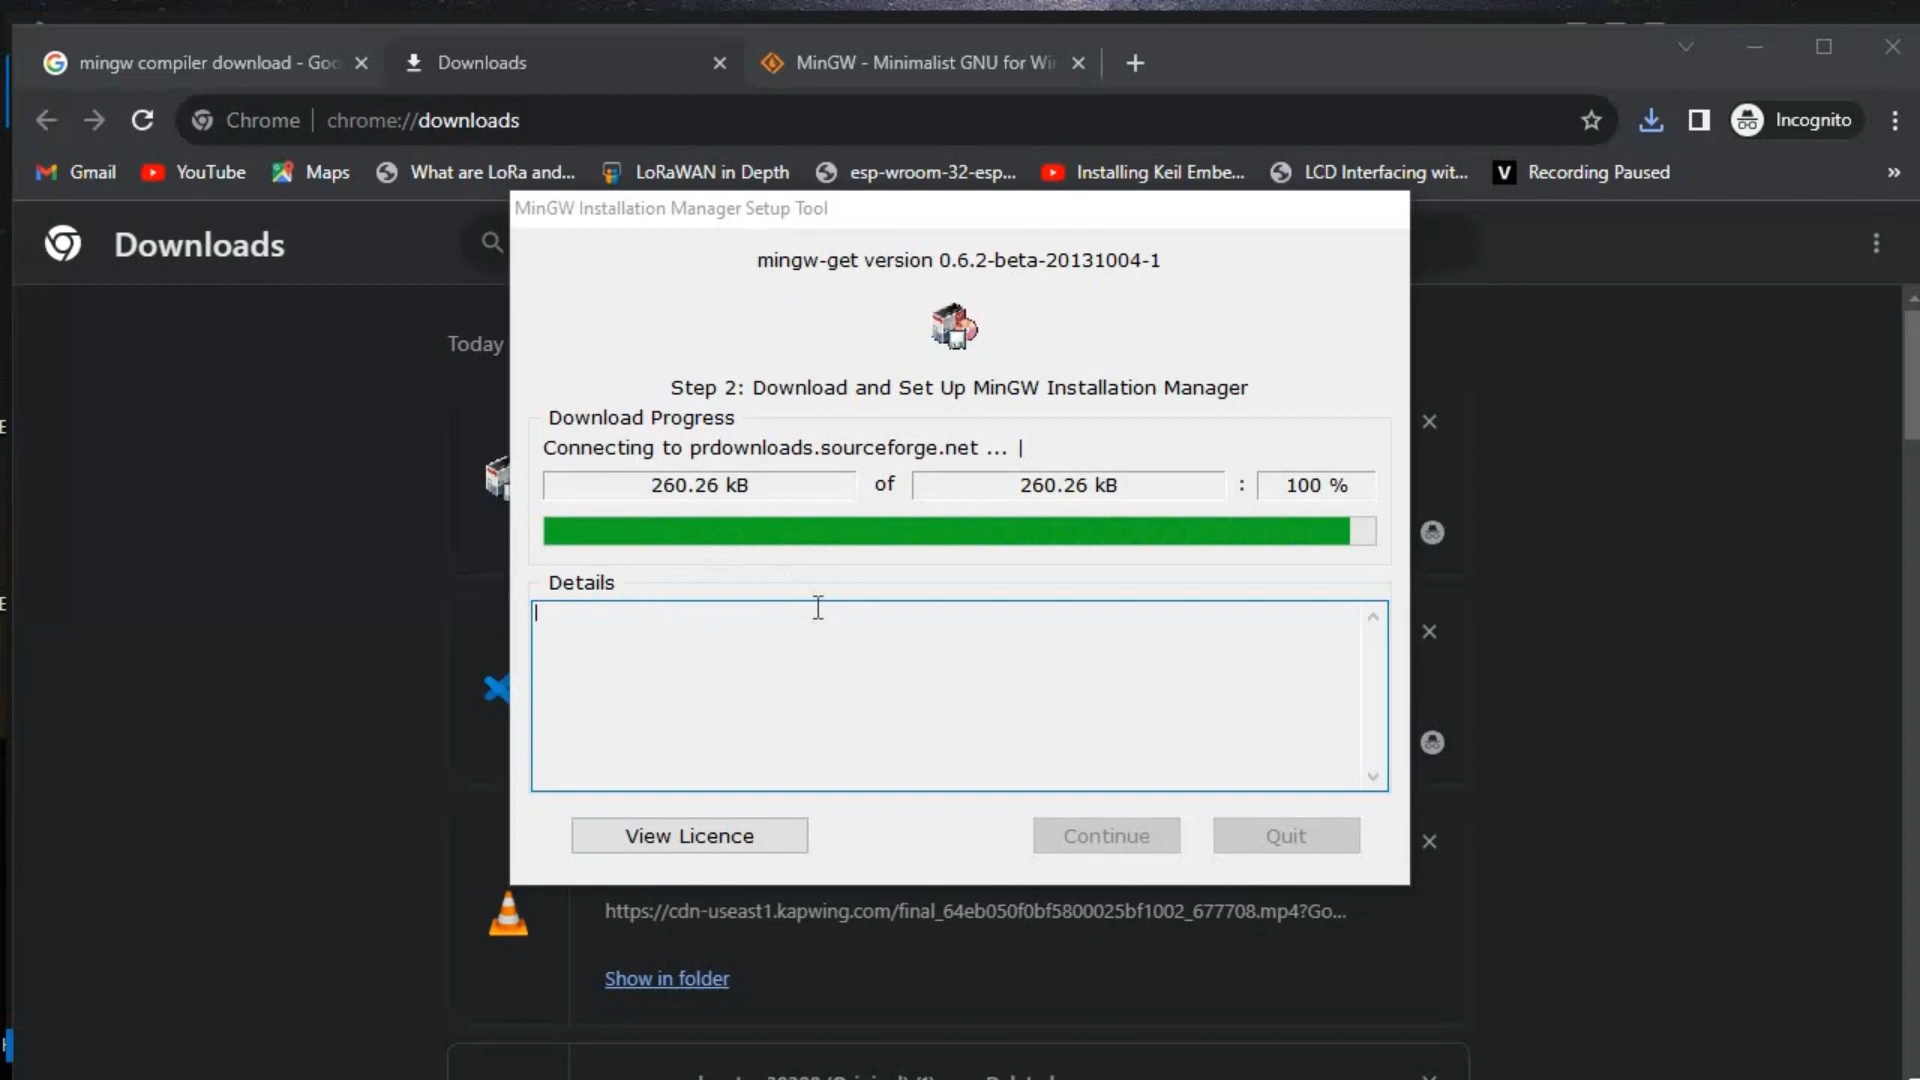 mingw compiler download - Goo
Downloads
MinGW - Minimalist GNU for Wi
Chrome
chrome://downloads
Incognito
Gmail
YouTube
Maps
What are LoRa and...
LoRaWAN in Depth
esp-wroom-32-esp...
Installing Keil Embe...
LCD Interfacing wit...
V
Recording Paused
»
MinGW Installation Manager Setup Tool
Downloads
mingw-get version 0.6.2-beta-20131004-1
Today
Step 2: Download and Set Up MinGW Installation Manager
Download Progress
Connecting to prdownloads.sourceforge.net ... |
260.26 kB of 260.26 kB : 100 %
Details
View Licence
Continue
Quit
https://cdn-useast1.kapwing.com/final_64eb050f0bf5800025bf1002_677708.mp4?Go...
Show in folder